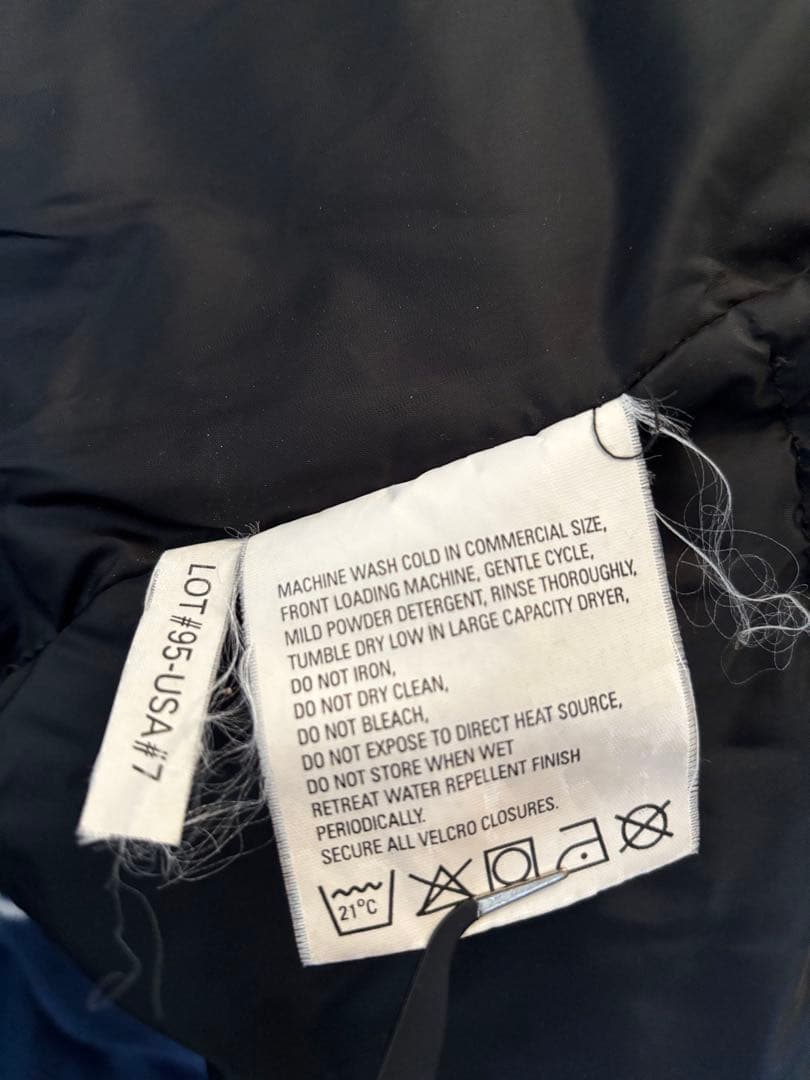 LOT#95-USA#7
MACHINE WASH COLD IN COMMERCIAL SIZE,
FRONT LOADING MACHINE, GENTLE CYCLE,
MILD POWDER DETERGENT, RINSE THOROUGHLY,
TUMBLE DRY LOW IN LARGE CAPACITY DRYER,
DO NOT IRON,
DO NOT DRY CLEAN,
DO NOT BLEACH,
DO NOT EXPOSE TO DIRECT HEAT SOURCE,
DO NOT STORE WHEN WET
RETREAT WATER REPELLENT FINISH
PERIODICALLY.
SECURE ALL VELCRO CLOSURES.
21°C